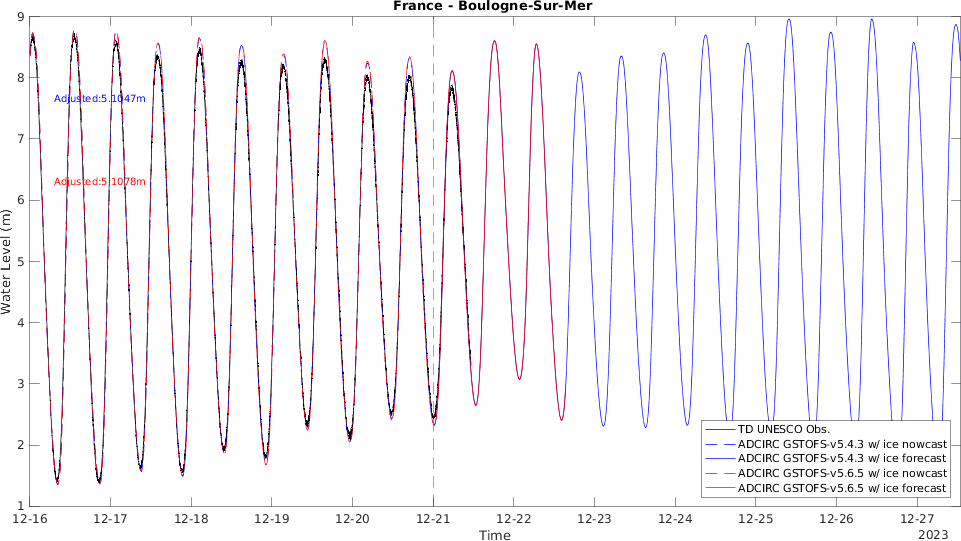 France - Boulogne-Sur-Mer
9
8
7
6
5
4
3
2
1
Water Level (m)
Adjusted:5.1047m
Adjusted:5.1078m
TD UNESCO Obs.
ADCIRC GSTOFS-v5.4.3 w/ ice nowcast
ADCIRC GSTOFS-v5.4.3 w/ ice forecast
ADCIRC GSTOFS-v5.6.5 w/ ice nowcast
ADCIRC GSTOFS-v5.6.5 w/ ice forecast
12-16 12-17 12-18 12-19 12-20 12-21 12-22 12-23 12-24 12-25 12-26 12-27
Time
2023